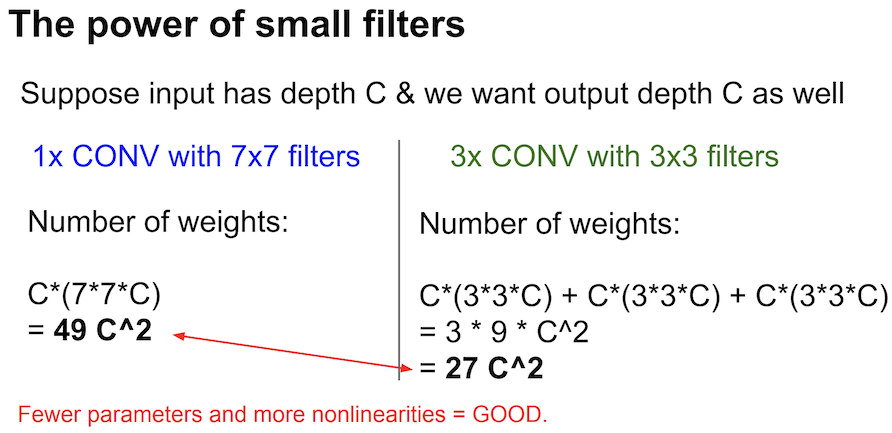 The power of small filters
Suppose input has depth C & we want output depth C as well
1x CONV with 7x7 filters
Number of weights:
C*(7*7*C)
= 49 C^2
3x CONV with 3x3 filters
Number of weights:
C*(3*3*C) + C*(3*3*C) + C*(3*3*C)
= 3 * 9 * C^2
= 27 C^2
Fewer parameters and more nonlinearities = GOOD.